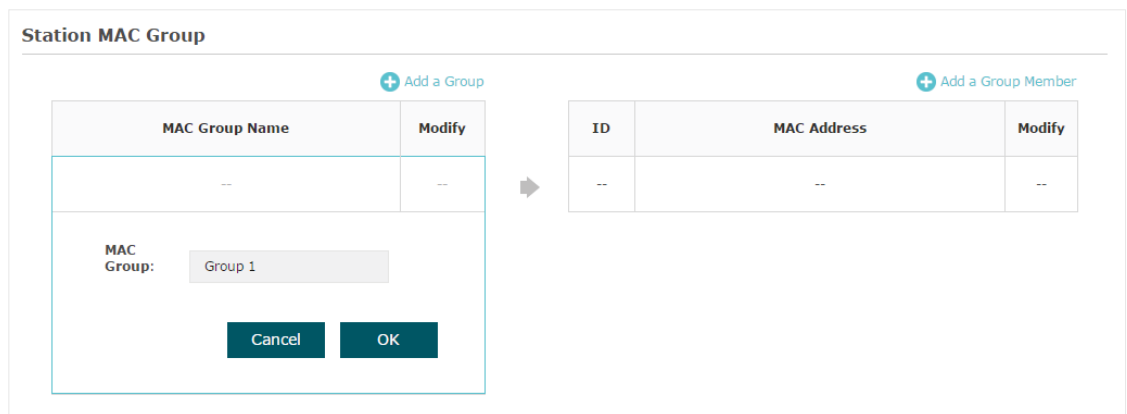 Station MAC Group
Add a Group
Add a Group Member
MAC Group Name Modify
ID MAC Address Modify
-- --
-- -- --
MAC
Group:
Group 1
Cancel OK